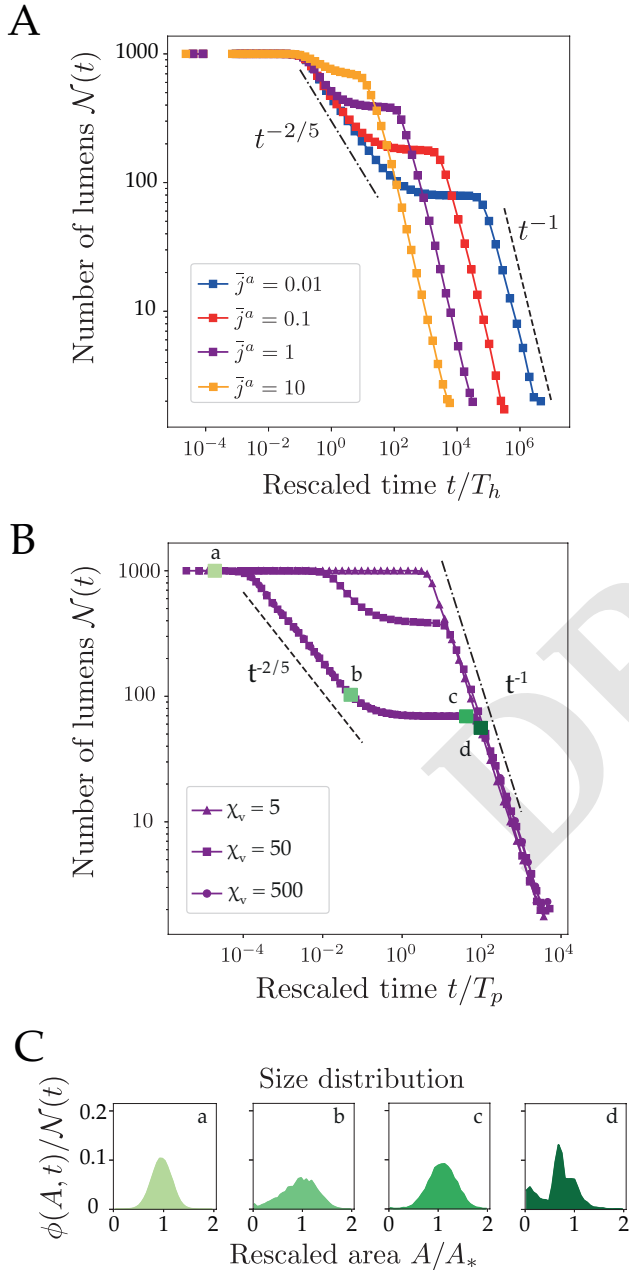 A
Number of lumens 𝒩(t)
1000
100
10
t^{-2/5}
t^{-1}
j̄^a = 0.01
j̄^a = 0.1
j̄^a = 1
j̄^a = 10
10^{-4} 10^{-2} 10^0 10^2 10^4 10^6
Rescaled time t/T_h
B
Number of lumens 𝒩(t)
1000
100
10
a
b
c
d
t^{-2/5}
t^{-1}
χ_v = 5
χ_v = 50
χ_v = 500
10^{-4} 10^{-2} 10^0 10^2 10^4
Rescaled time t/T_p
C
Size distribution
ϕ(A, t)/𝒩(t)
0.2
0.1
0
a b c d
0 1 2 0 1 2 0 1 2 0 1 2
Rescaled area A/A_*